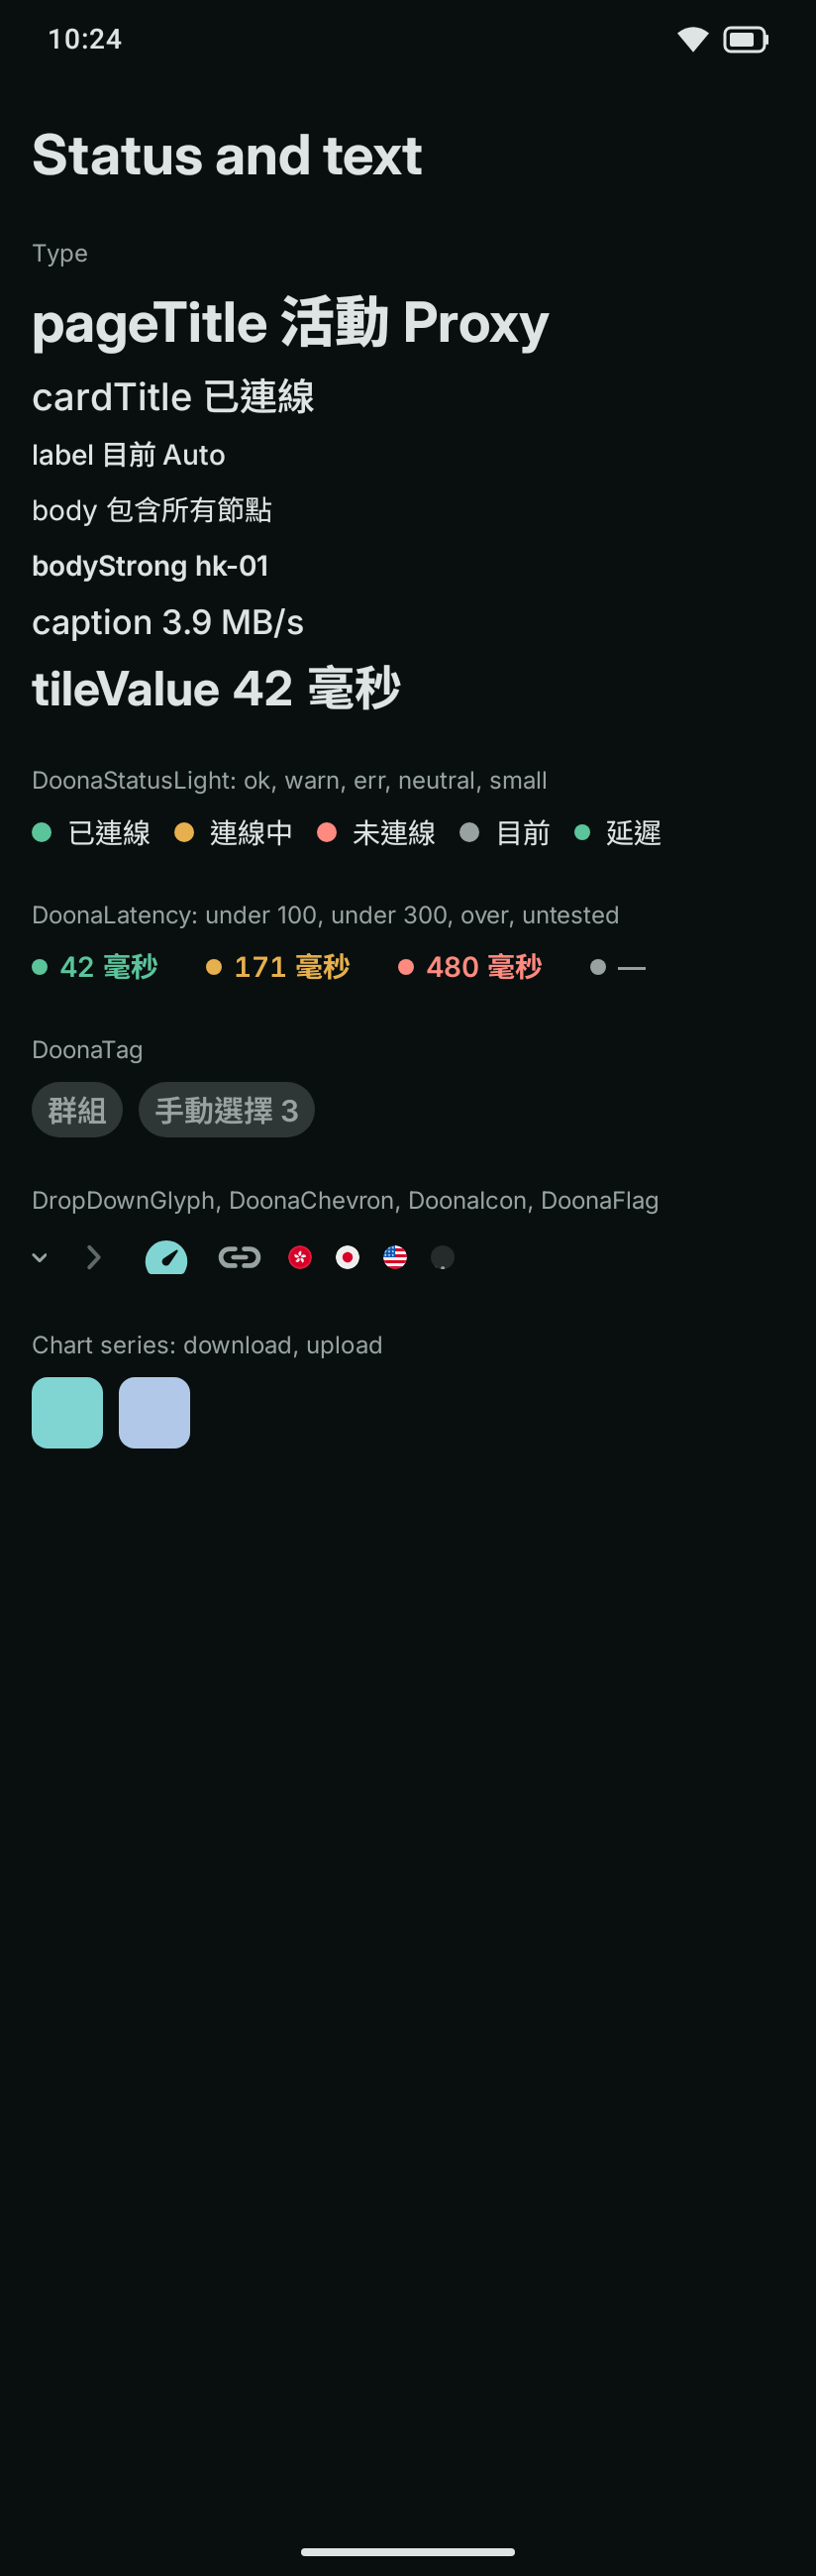 10:24
Status and text
Type
pageTitle 活動 Proxy
cardTitle 已連線
label 目前 Auto
body 包含所有節點
bodyStrong hk-01
caption 3.9 MB/s
tileValue 42 毫秒
DoonaStatusLight: ok, warn, err, neutral, small
已連線 連線中 未連線 目前 延遲
DoonaLatency: under 100, under 300, over, untested
42 毫秒 171 毫秒 480 毫秒 —
DoonaTag
群組 手動選擇 3
DropDownGlyph, DoonaChevron, DoonaIcon, DoonaFlag
Chart series: download, upload